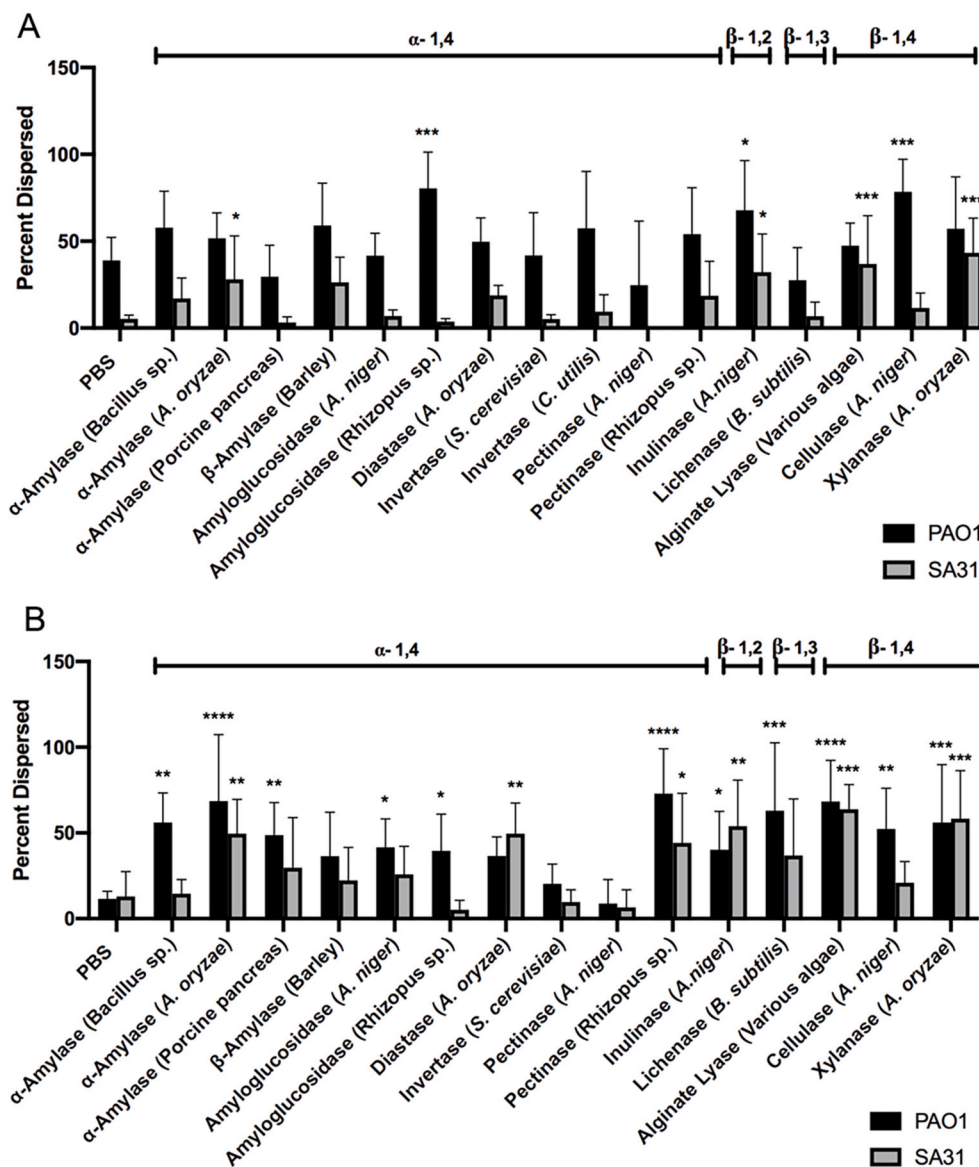 A
α- 1,4
β- 1,2
β- 1,3
β- 1,4
150
100
50
0
Percent Dispersed
*
***
*
*
***
***
***
PBS
α-Amylase (Bacillus sp.)
α-Amylase (A. oryzae)
α-Amylase (Porcine pancreas)
β-Amylase (Barley)
Amyloglucosidase (A. niger)
Amyloglucosidase (Rhizopus sp.)
Diastase (A. oryzae)
Invertase (S. cerevisiae)
Invertase (C. utilis)
Pectinase (A. niger)
Pectinase (Rhizopus sp.)
Inulinase (A.niger)
Lichenase (B. subtilis)
Alginate Lyase (Various algae)
Cellulase (A. niger)
Xylanase (A. oryzae)
PAO1
SA31
B
α- 1,4
β- 1,2
β- 1,3
β- 1,4
150
100
50
0
Percent Dispersed
**
****
**
**
*
*
**
****
*
*
**
***
****
***
**
***
***
PBS
α-Amylase (Bacillus sp.)
α-Amylase (A. oryzae)
α-Amylase (Porcine pancreas)
β-Amylase (Barley)
Amyloglucosidase (A. niger)
Amyloglucosidase (Rhizopus sp.)
Diastase (A. oryzae)
Invertase (S. cerevisiae)
Pectinase (A. niger)
Pectinase (Rhizopus sp.)
Inulinase (A.niger)
Lichenase (B. subtilis)
Alginate Lyase (Various algae)
Cellulase (A. niger)
Xylanase (A. oryzae)
PAO1
SA31